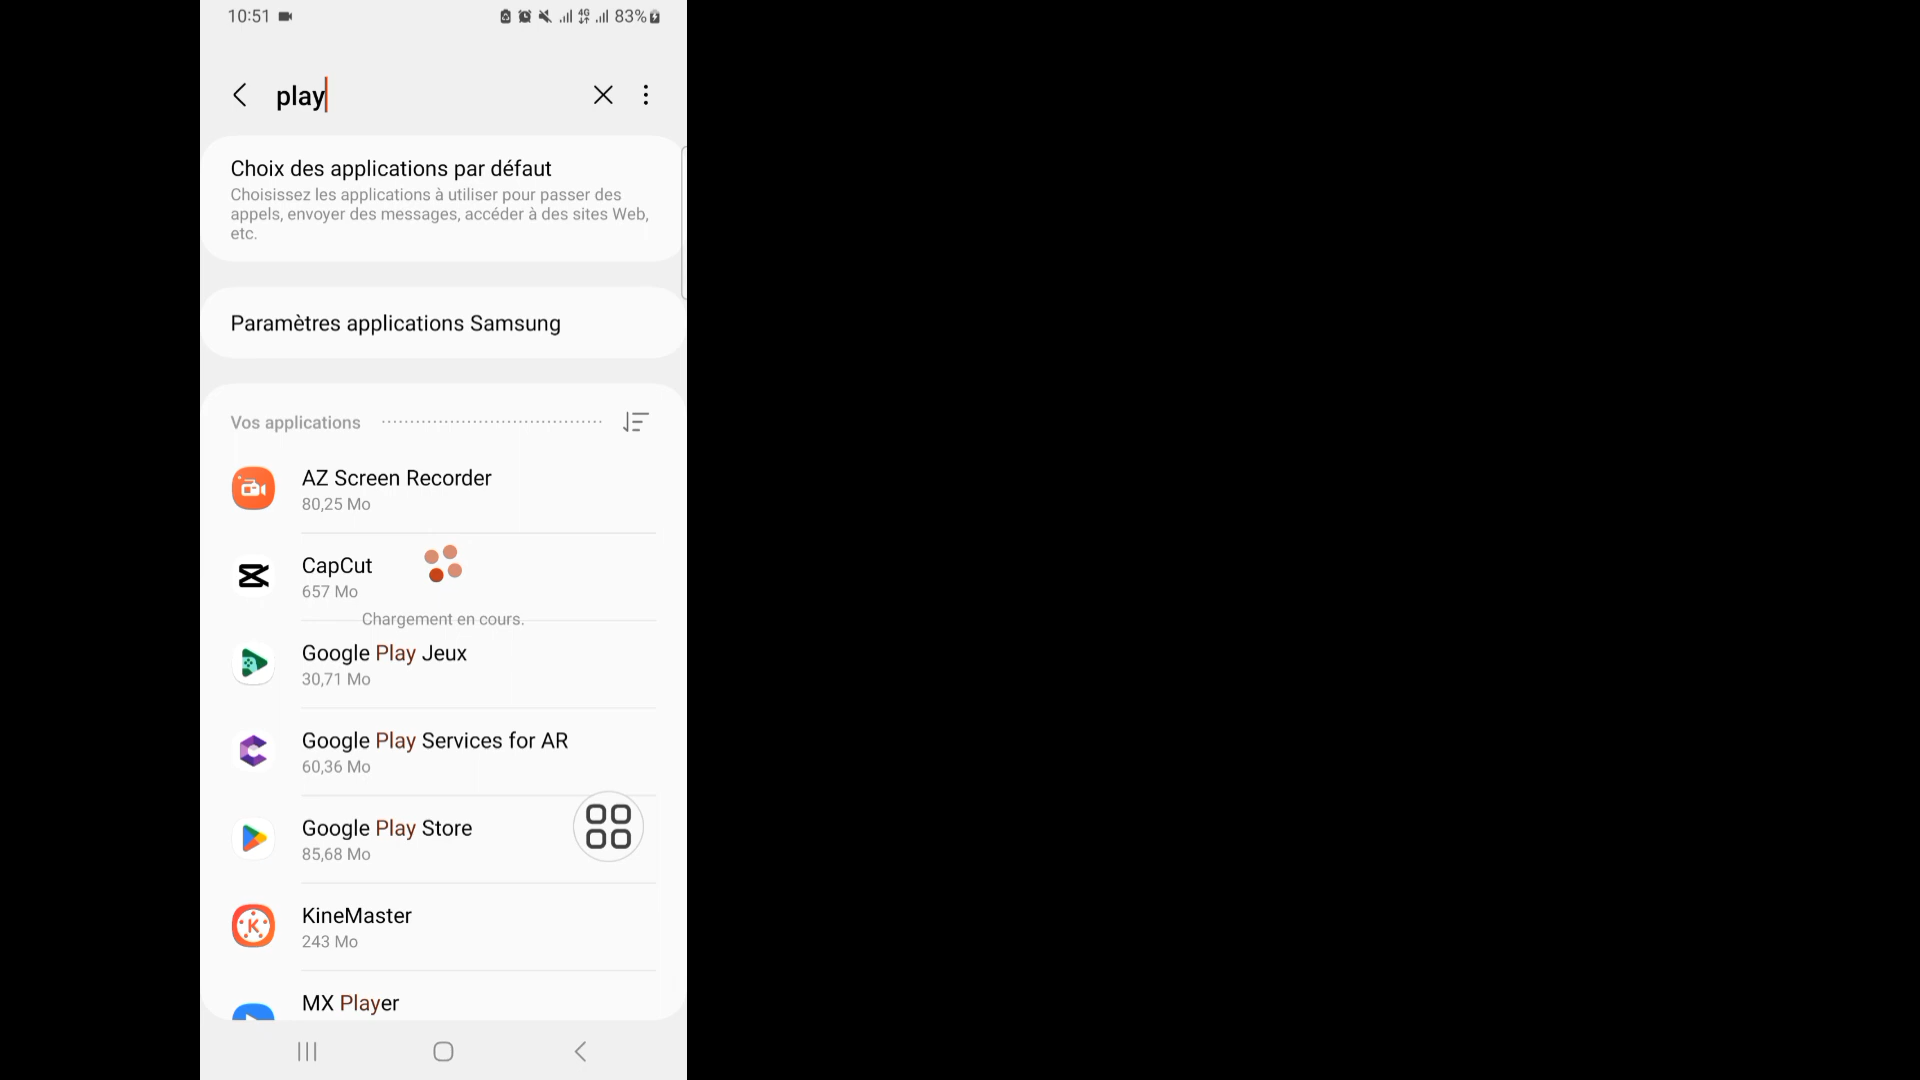 10:51
4G 83%
play
Choix des applications par défaut
Choisissez les applications à utiliser pour passer des
appels, envoyer des messages, accéder à des sites Web,
etc.
Paramètres applications Samsung
Vos applications
AZ Screen Recorder
80,25 Mo
CapCut
657 Mo
Chargement en cours.
Google Play Jeux
30,71 Mo
Google Play Services for AR
60,36 Mo
Google Play Store
85,68 Mo
KineMaster
243 Mo
MX Player